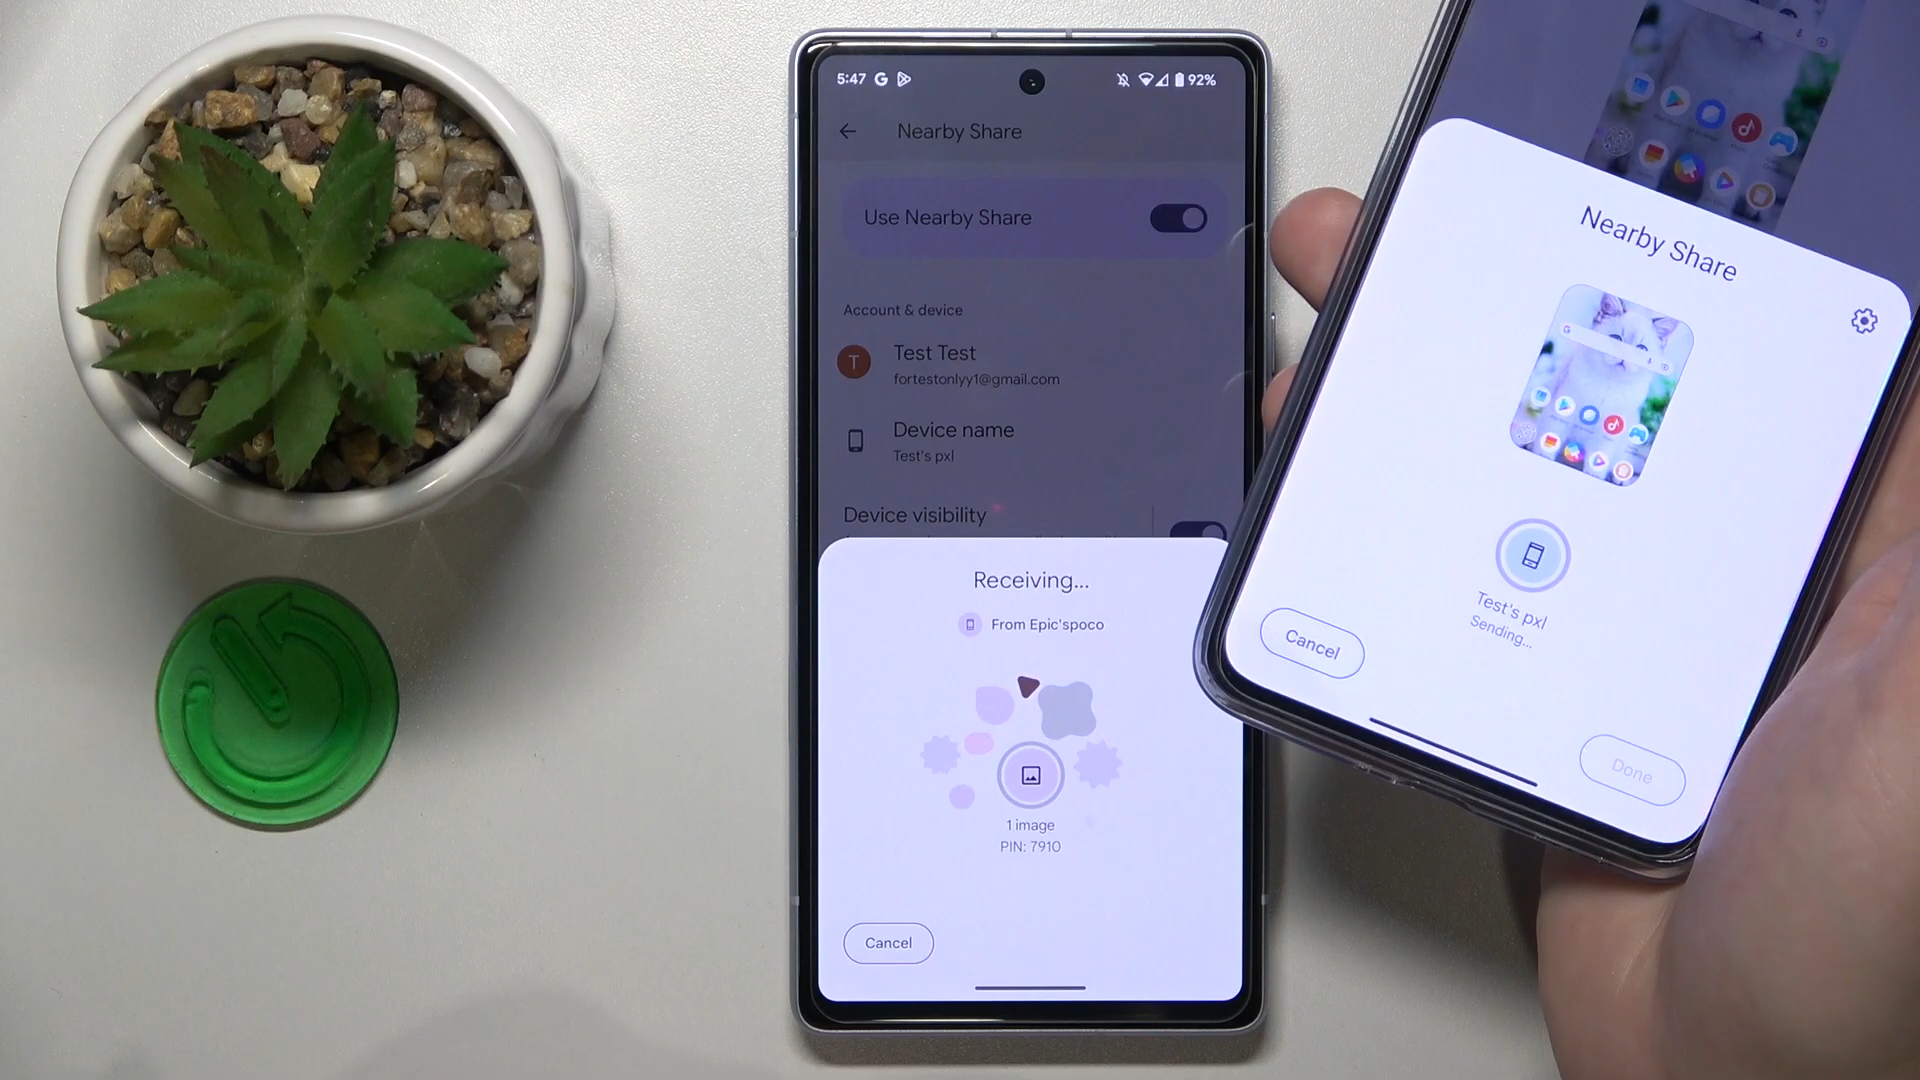 5:47
92%
Nearby Share
Use Nearby Share
Account & device
T
Test Test
fortestonlyy1@gmail.com
Device name
Test's pxl
Device visibility
Receiving...
From Epic'spoco
1 image
PIN: 7910
Cancel
Nearby Share
Test's pxl
Sending...
Cancel
Done